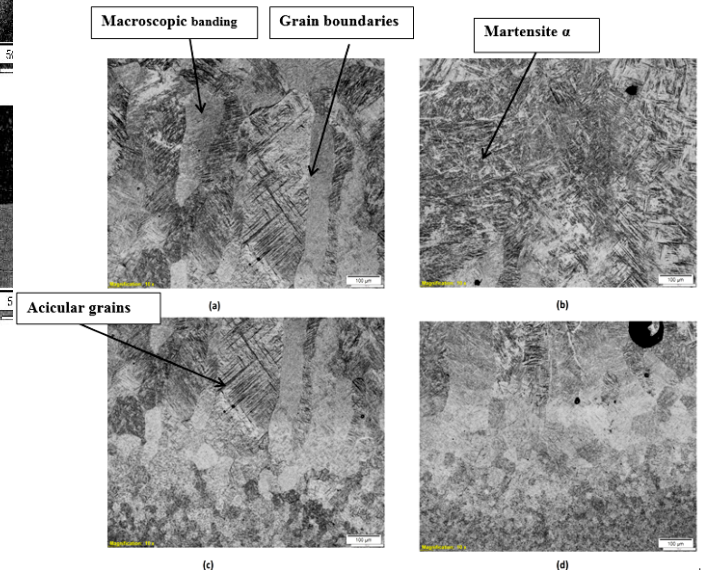 Macroscopic banding
Grain boundaries
Martensite α
100 µm
100 µm
(a)
(b)
Acicular grains
100 µm
100 µm
(c)
(d)